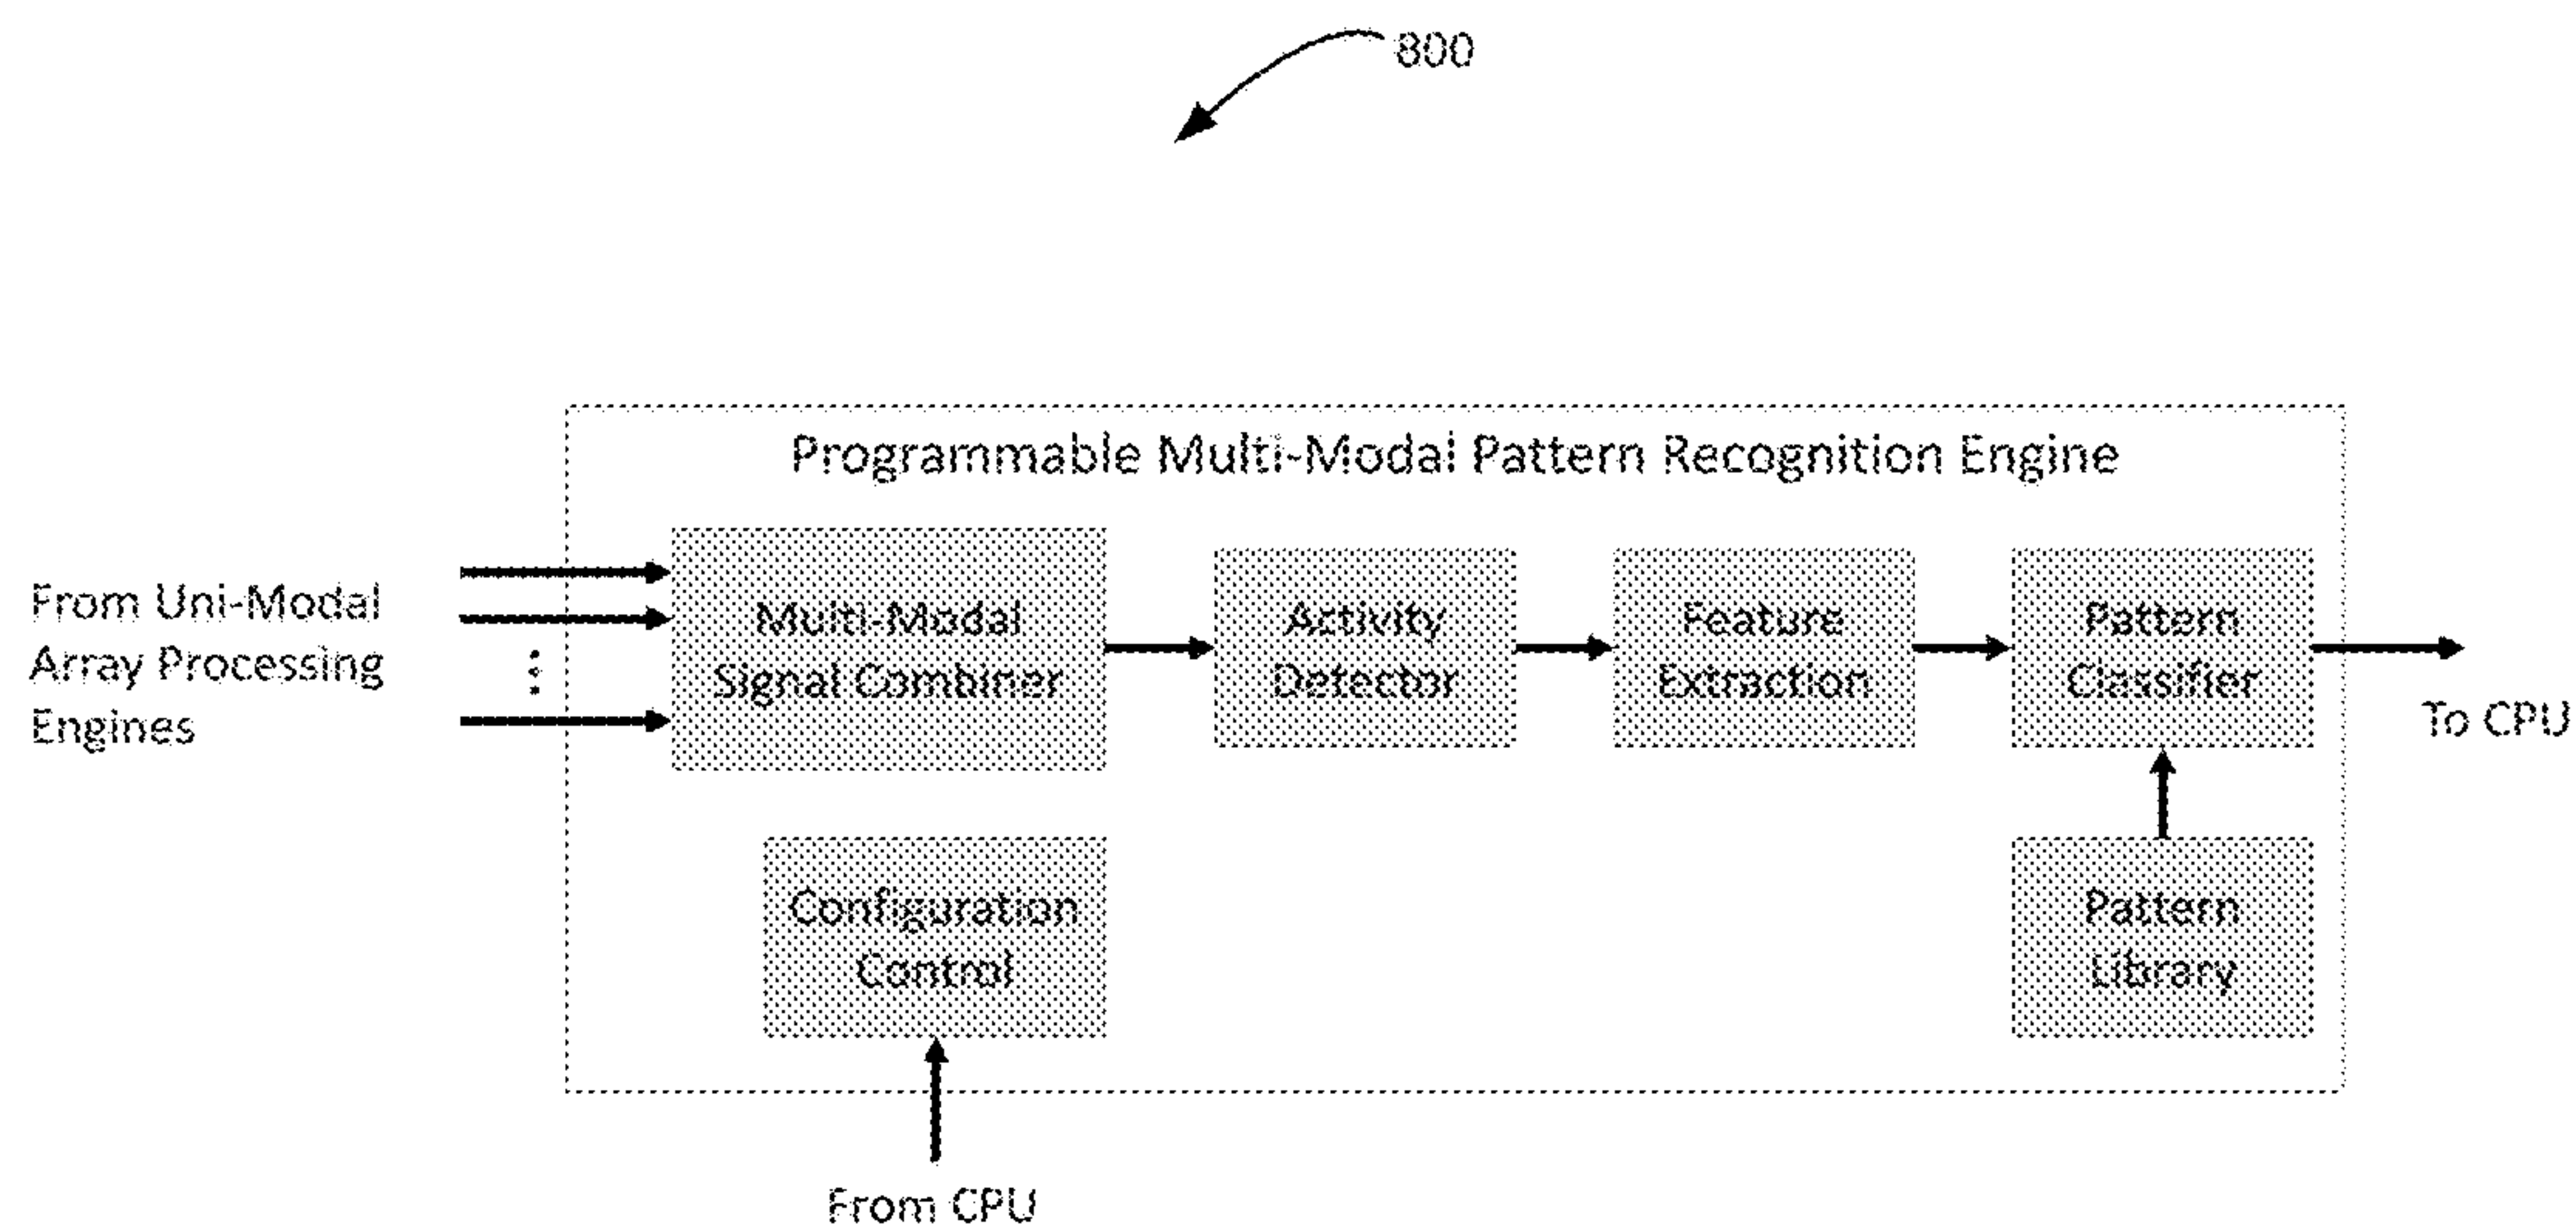 800
Programmable Multi-Modal Pattern Recognition Engine
From Uni-Modal
Array Processing
Engines
Multi-Modal
Signal Combiner
Activity
Detector
Feature
Extraction
Pattern
Classifier
To CPU
Configuration
Control
Pattern
Library
From CPU